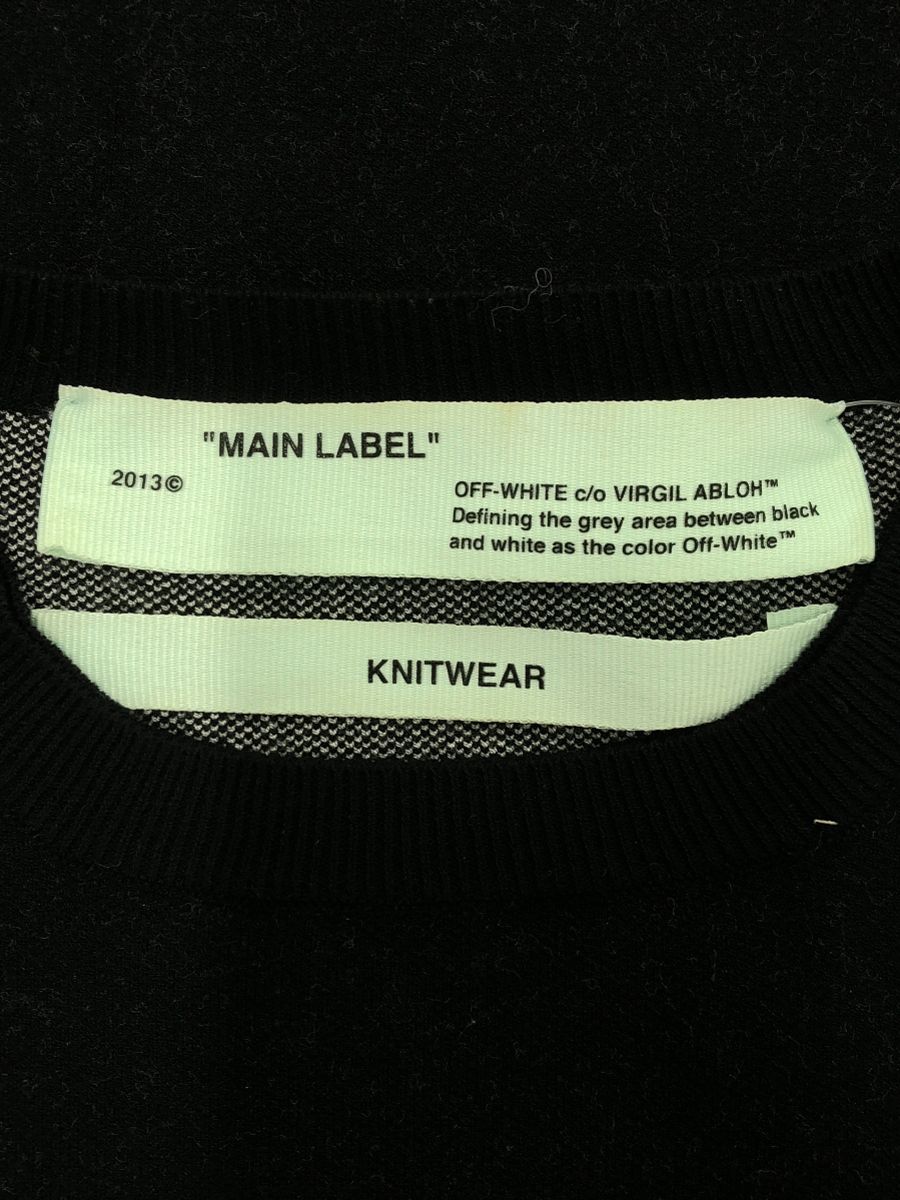 "MAIN LABEL"
2013©
OFF-WHITE c/o VIRGIL ABLOH™
Defining the grey area between black
and white as the color Off-White™
KNITWEAR